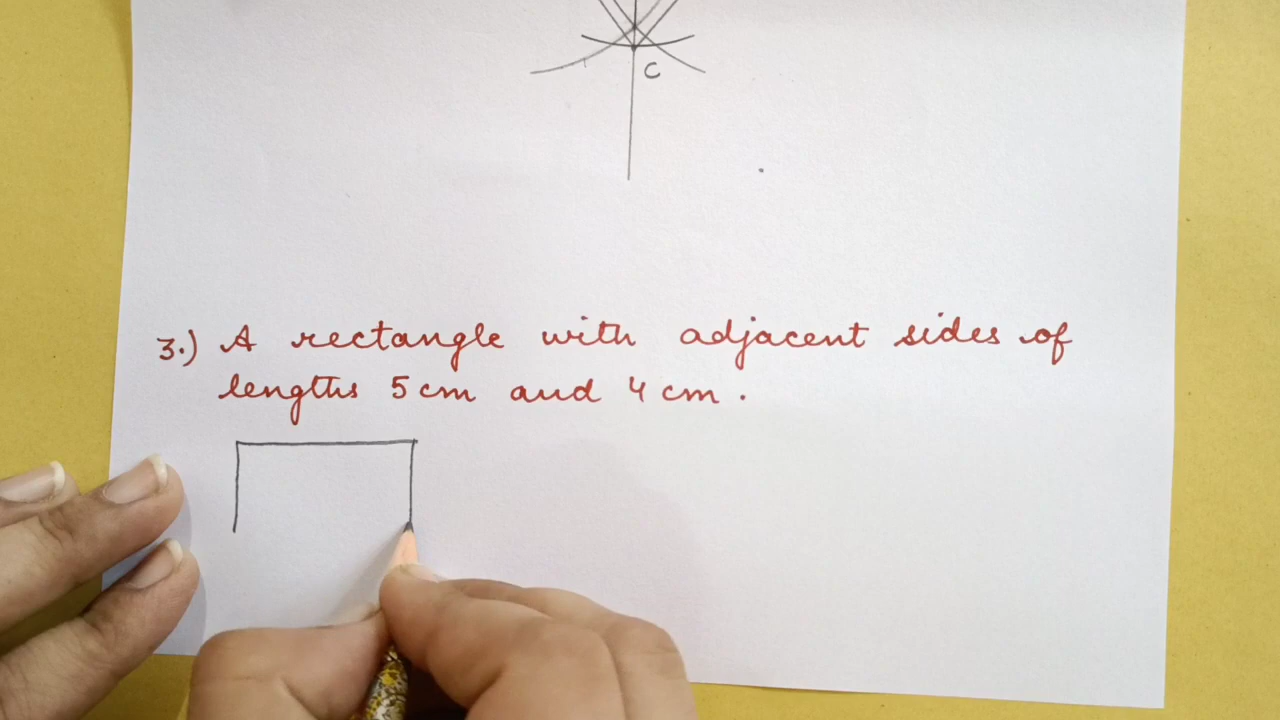 C
3.) A rectangle with adjacent sides of
lengths 5 cm and 4 cm.